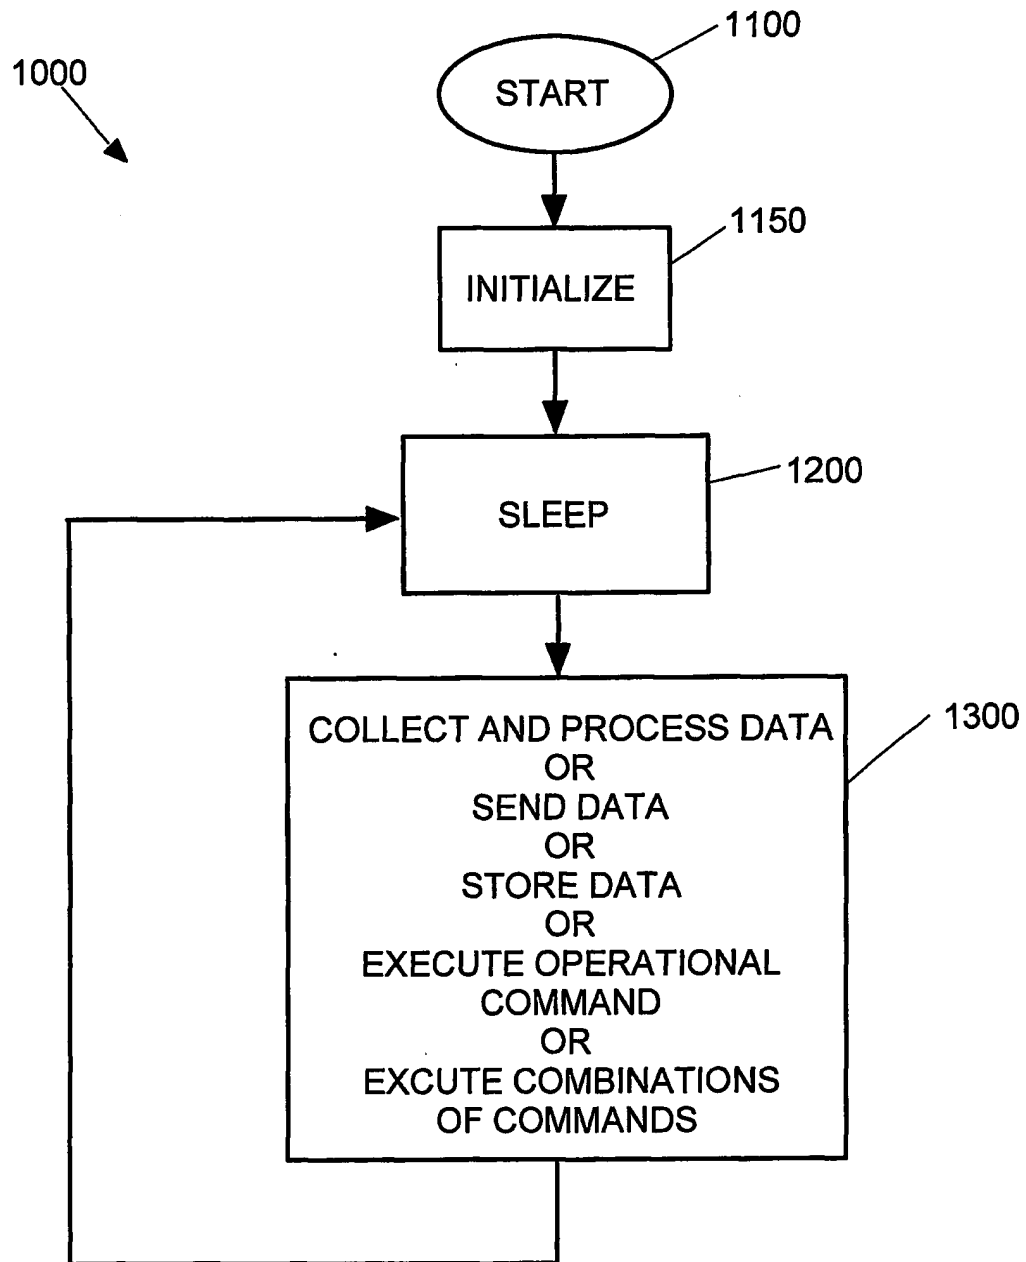 1100
1000
START
1150
INITIALIZE
1200
SLEEP
1300
COLLECT AND PROCESS DATA
OR
SEND DATA
OR
STORE DATA
OR
EXECUTE OPERATIONAL
COMMAND
OR
EXCUTE COMBINATIONS
OF COMMANDS